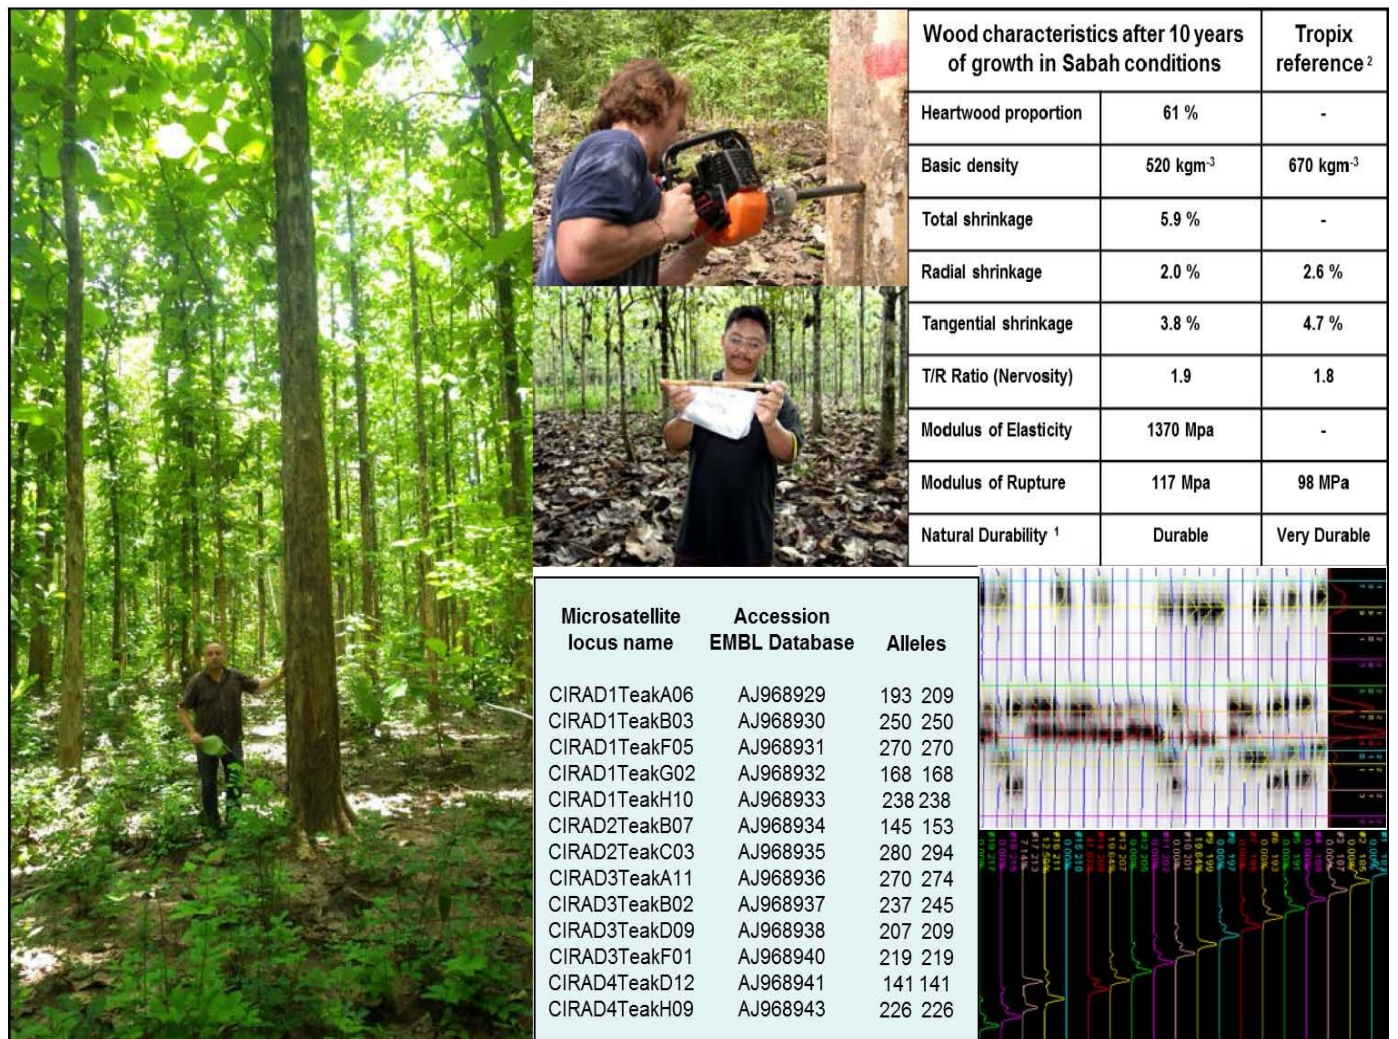 Wood characteristics after 10 years Tropix
of growth in Sabah conditions reference 2
Heartwood proportion 61 % -
Basic density 520 kgm-3 670 kgm-3
Total shrinkage 5.9 % -
Radial shrinkage 2.0 % 2.6 %
Tangential shrinkage 3.8 % 4.7 %
T/R Ratio (Nervosity) 1.9 1.8
Modulus of Elasticity 1370 Mpa -
Modulus of Rupture 117 Mpa 98 MPa
Natural Durability 1 Durable Very Durable
Microsatellite Accession
locus name EMBL Database Alleles
CIRAD1TeakA06 AJ968929 193 209
CIRAD1TeakB03 AJ968930 250 250
CIRAD1TeakF05 AJ968931 270 270
CIRAD1TeakG02 AJ968932 168 168
CIRAD1TeakH10 AJ968933 238 238
CIRAD2TeakB07 AJ968934 145 153
CIRAD2TeakC03 AJ968935 280 294
CIRAD3TeakA11 AJ968936 270 274
CIRAD3TeakB02 AJ968937 237 245
CIRAD3TeakD09 AJ968938 207 209
CIRAD3TeakF01 AJ968940 219 219
CIRAD4TeakD12 AJ968941 141 141
CIRAD4TeakH09 AJ968943 226 226